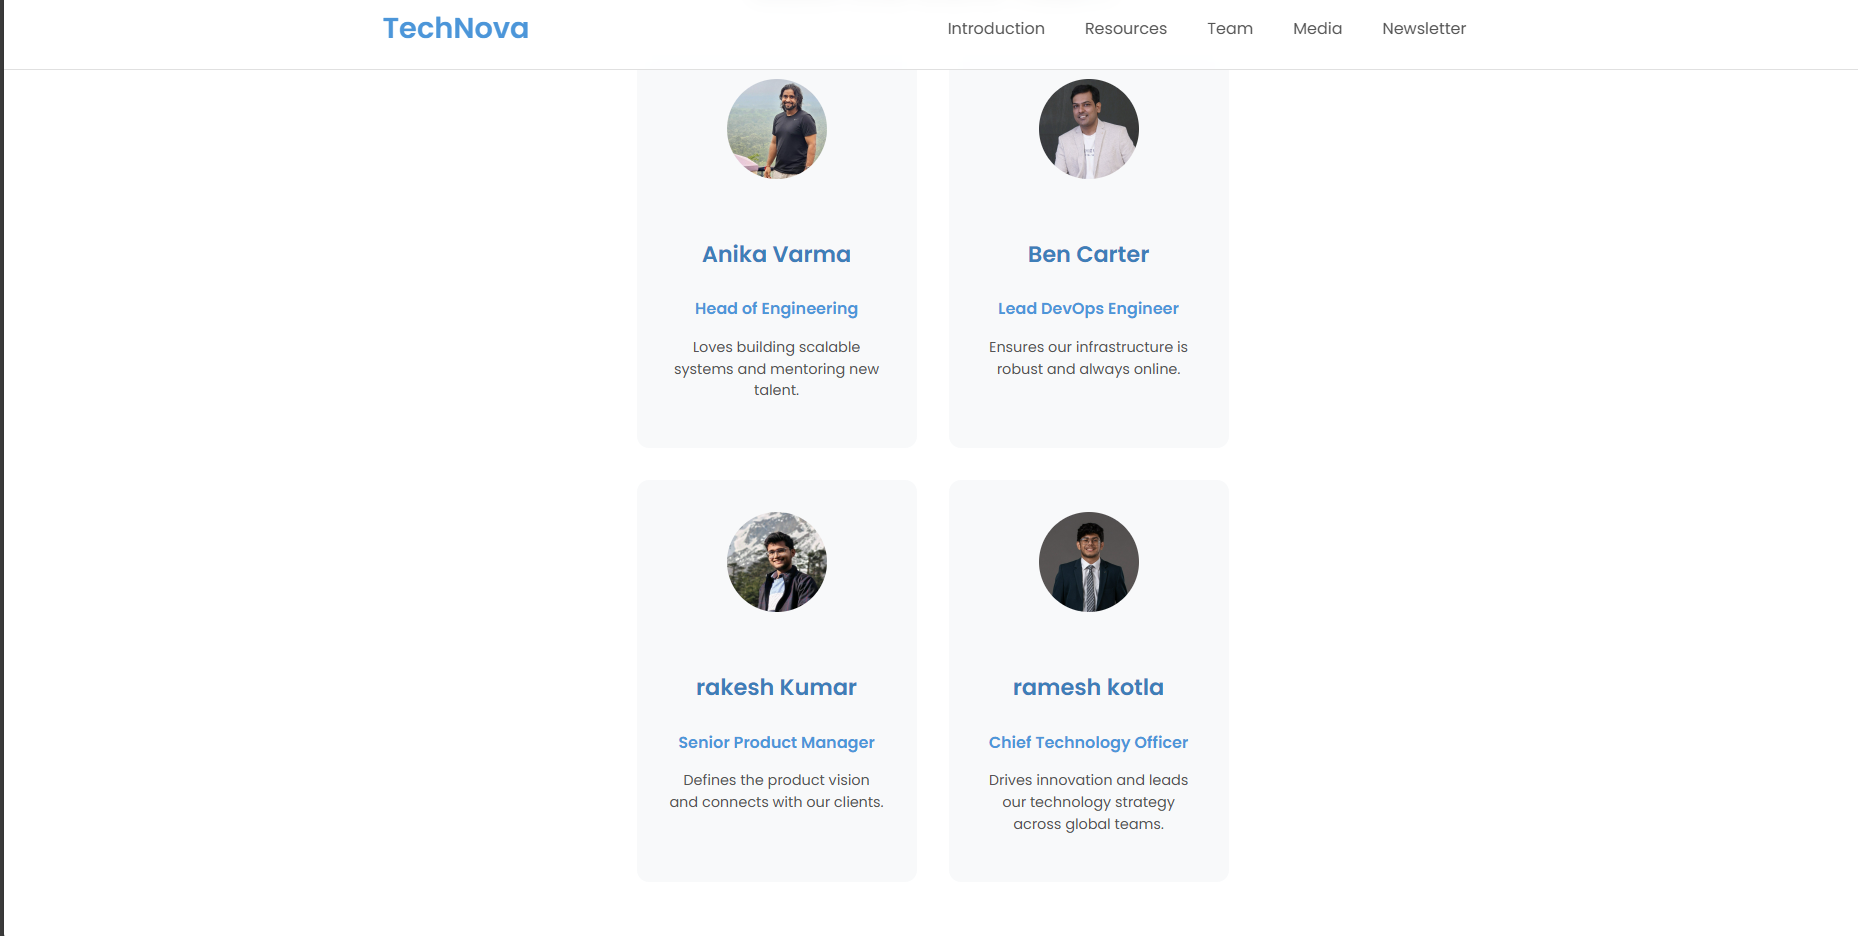 TechNova
Introduction Resources Team Media Newsletter
Anika Varma
Head of Engineering
Loves building scalable
systems and mentoring new
talent.
Ben Carter
Lead DevOps Engineer
Ensures our infrastructure is
robust and always online.
rakesh Kumar
Senior Product Manager
Defines the product vision
and connects with our clients.
ramesh kotla
Chief Technology Officer
Drives innovation and leads
our technology strategy
across global teams.